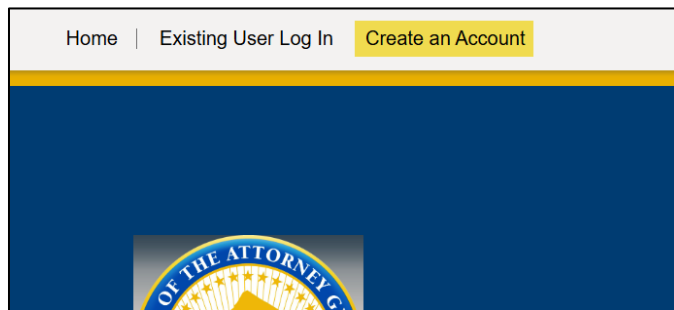 Home Existing User Log In Create an Account
OF THE ATTORNEY G